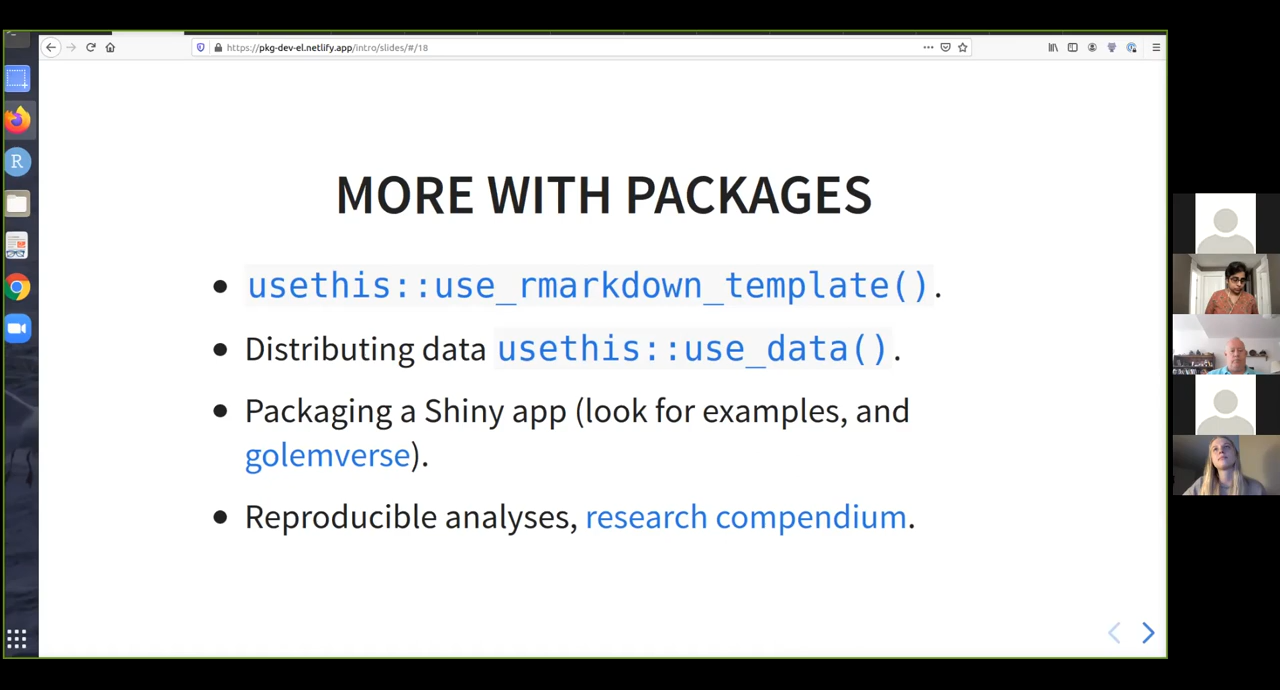 https://pkg-dev-el.netlify.app/intro/slides/#/18
MORE WITH PACKAGES
usethis::use_rmarkdown_template().
Distributing data usethis::use_data().
Packaging a Shiny app (look for examples, and
golemverse).
Reproducible analyses, research compendium.
R